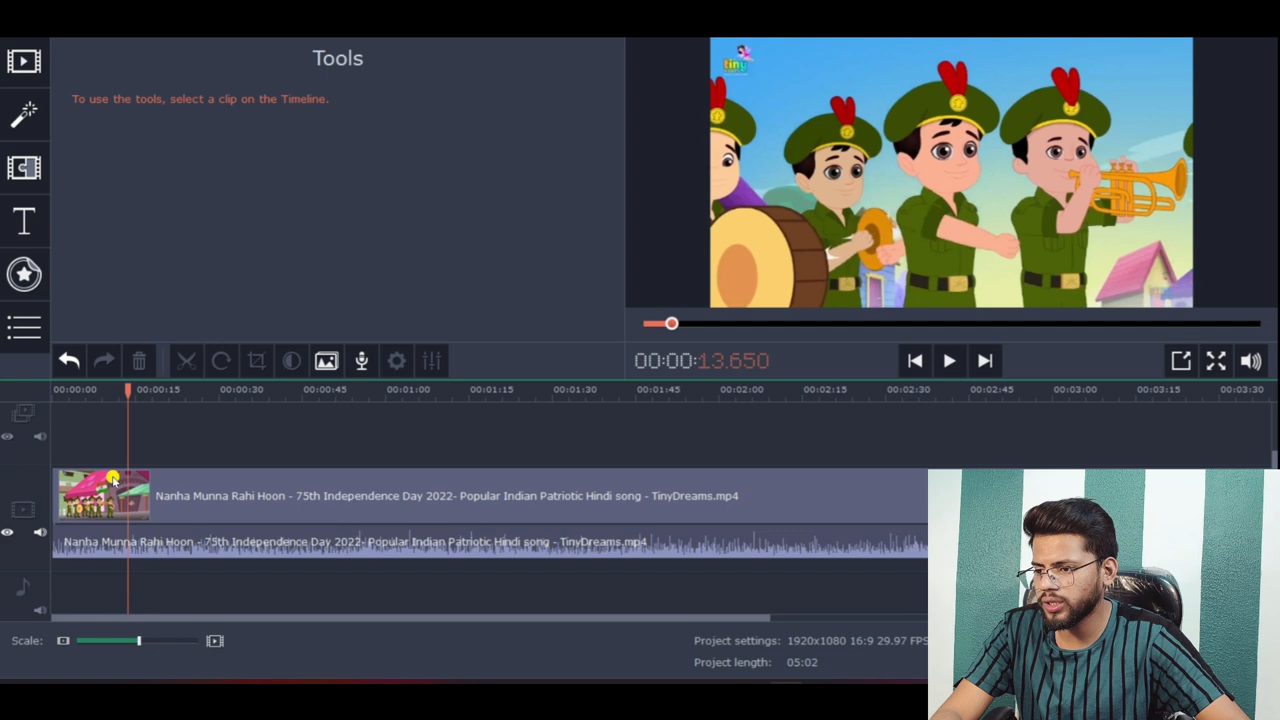 Tools
To use the tools, select a clip on the Timeline.
tiny
00:00:13.650
00:00:00 00:00:15 00:00:30 00:00:45 00:01:00 00:01:15 00:01:30 00:01:45 00:02:00 00:02:15 00:02:30 00:02:45 00:03:00 00:03:15 00:03:30
Nanha Munna Rahi Hoon - 75th Independence Day 2022- Popular Indian Patriotic Hindi song - TinyDreams.mp4
Nanha Munna Rahi Hoon - 75th Independence Day 2022- Popular Indian Patriotic Hindi song - TinyDreams.mp4
Scale:
Project settings: 1920x1080 16:9 29.97 FPS
Project length: 05:02